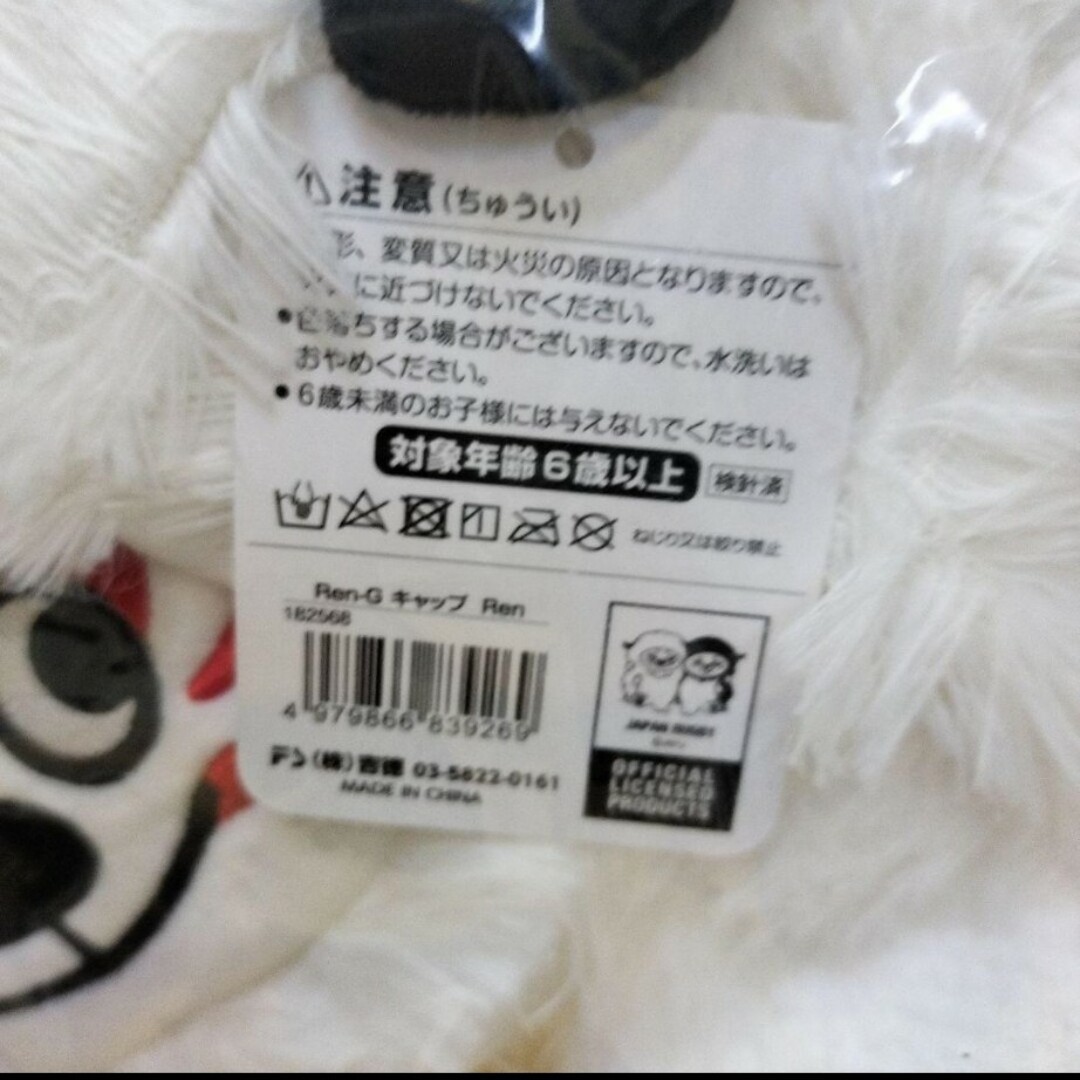 注意(ちゅうい)
形、変質又は火災の原因となりますので、
に近づけないでください。
●色落ちする場合がございますので、水洗いは
おやめください。
●6歳未満のお子様には与えないでください。
対象年齢6歳以上
検針済
ねじり又は絞り禁止
Ren-G キャップ Ren
182568
4 979866 839269
(株)吉徳 03-5822-0161
MADE IN CHINA
JAPAN RUGBY
OFFICIAL
LICENSED
PRODUCTS